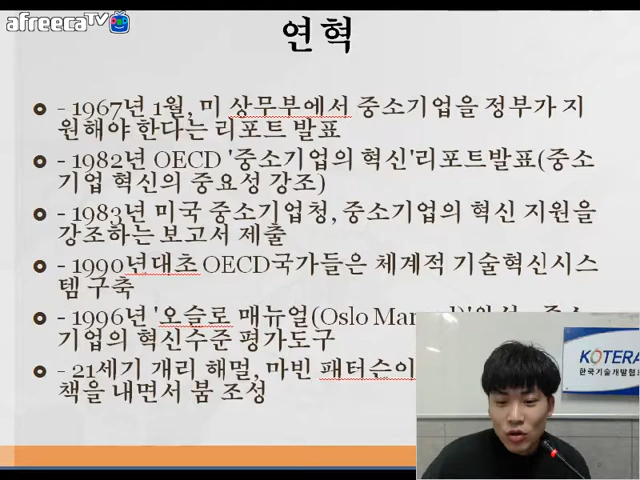 afreecaTV
연혁
- 1967년 1월, 미 상무부에서 중소기업을 정부가 지
원해야 한다는 리포트 발표
- 1982년 OECD '중소기업의 혁신'리포트발표(중소
기업 혁신의 중요성 강조)
- 1983년 미국 중소기업청, 중소기업의 혁신 지원을
강조하는 보고서 제출
- 1990년대초 OECD국가들은 체계적 기술혁신시스
템 구축
- 1996년 '오슬로 매뉴얼(Oslo
기업의 혁신수준 평가도구
- 21세기 개리 해멀, 마빈 패터슨이
책을 내면서 붐 조성
KOTERA
한국기술개발협